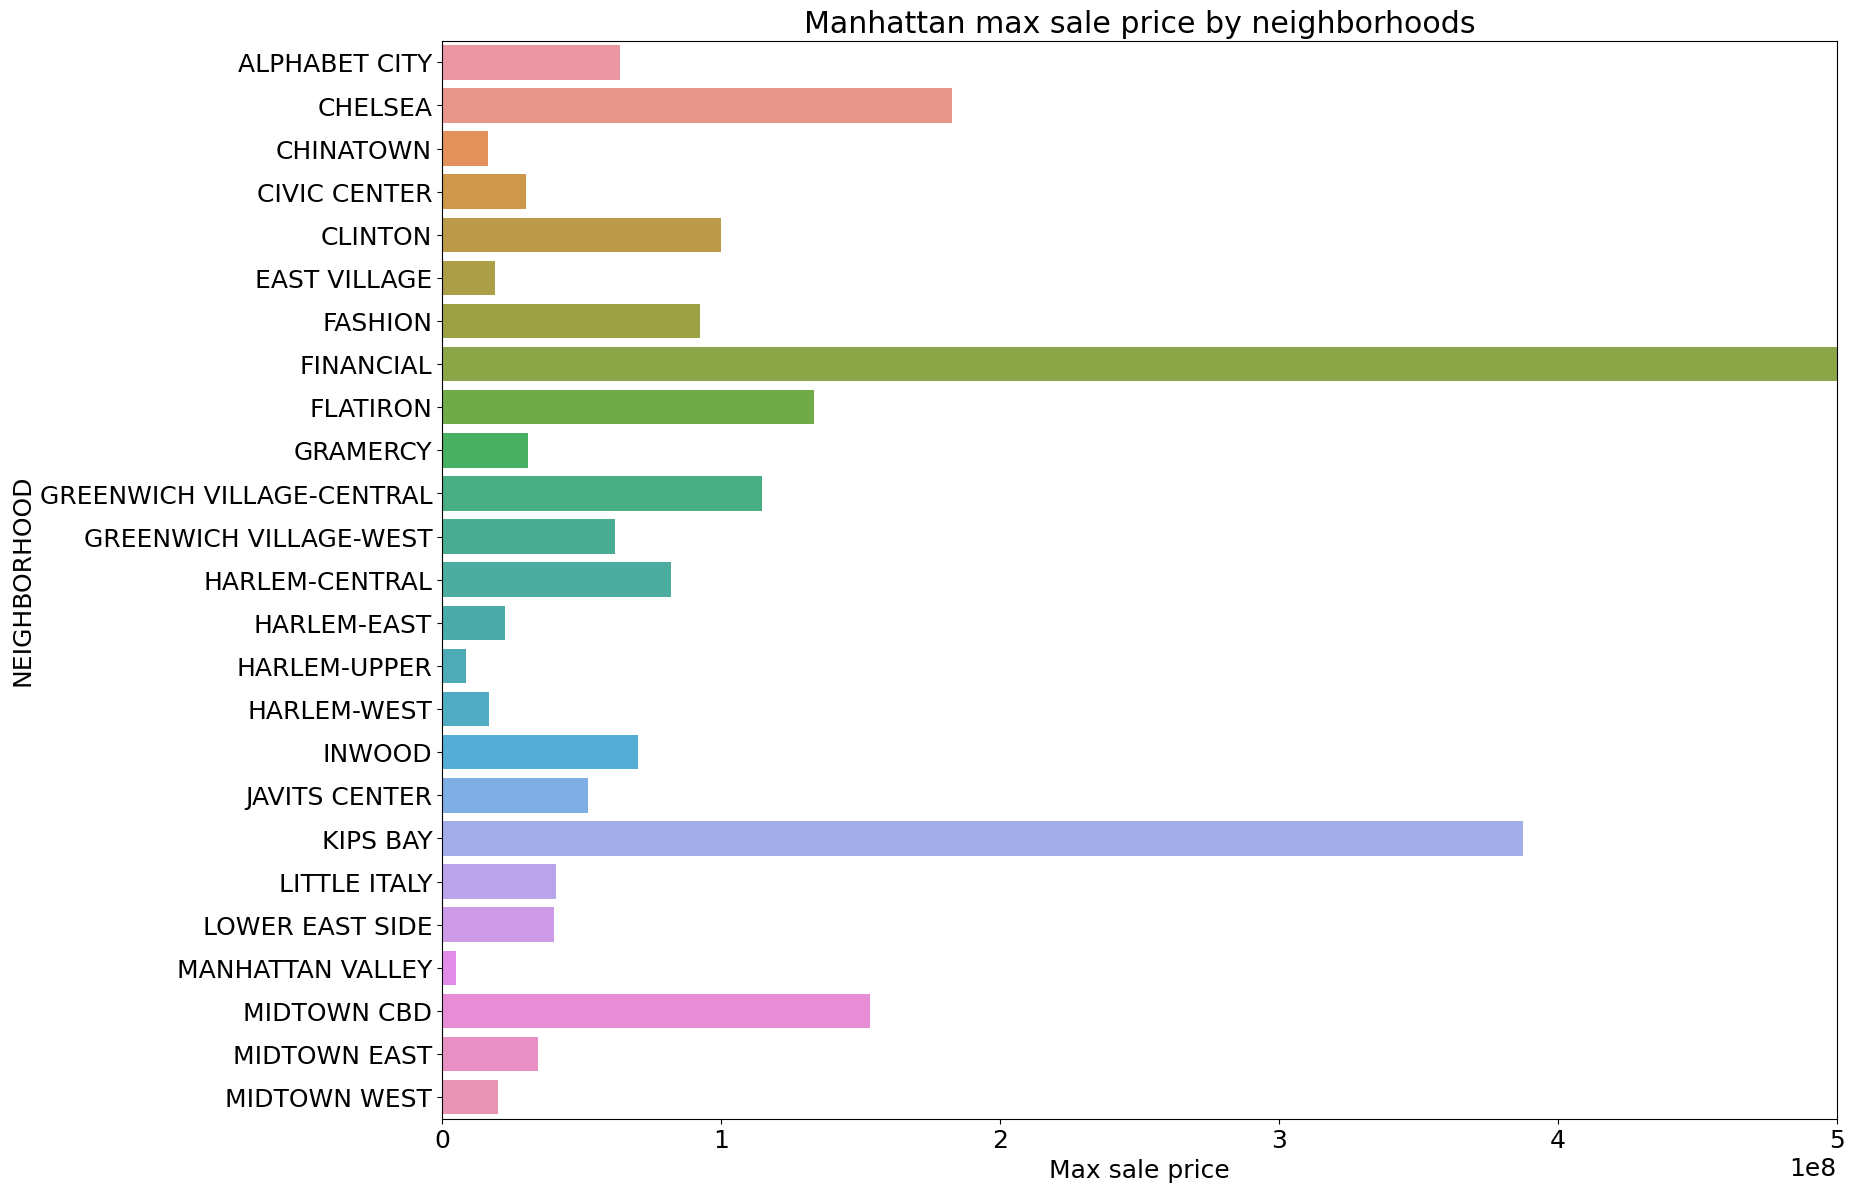 Manhattan max sale price by neighborhoods
NEIGHBORHOOD
ALPHABET CITY
CHELSEA
CHINATOWN
CIVIC CENTER
CLINTON
EAST VILLAGE
FASHION
FINANCIAL
FLATIRON
GRAMERCY
GREENWICH VILLAGE-CENTRAL
GREENWICH VILLAGE-WEST
HARLEM-CENTRAL
HARLEM-EAST
HARLEM-UPPER
HARLEM-WEST
INWOOD
JAVITS CENTER
KIPS BAY
LITTLE ITALY
LOWER EAST SIDE
MANHATTAN VALLEY
MIDTOWN CBD
MIDTOWN EAST
MIDTOWN WEST
0 1 2 3 4 5
1e8
Max sale price